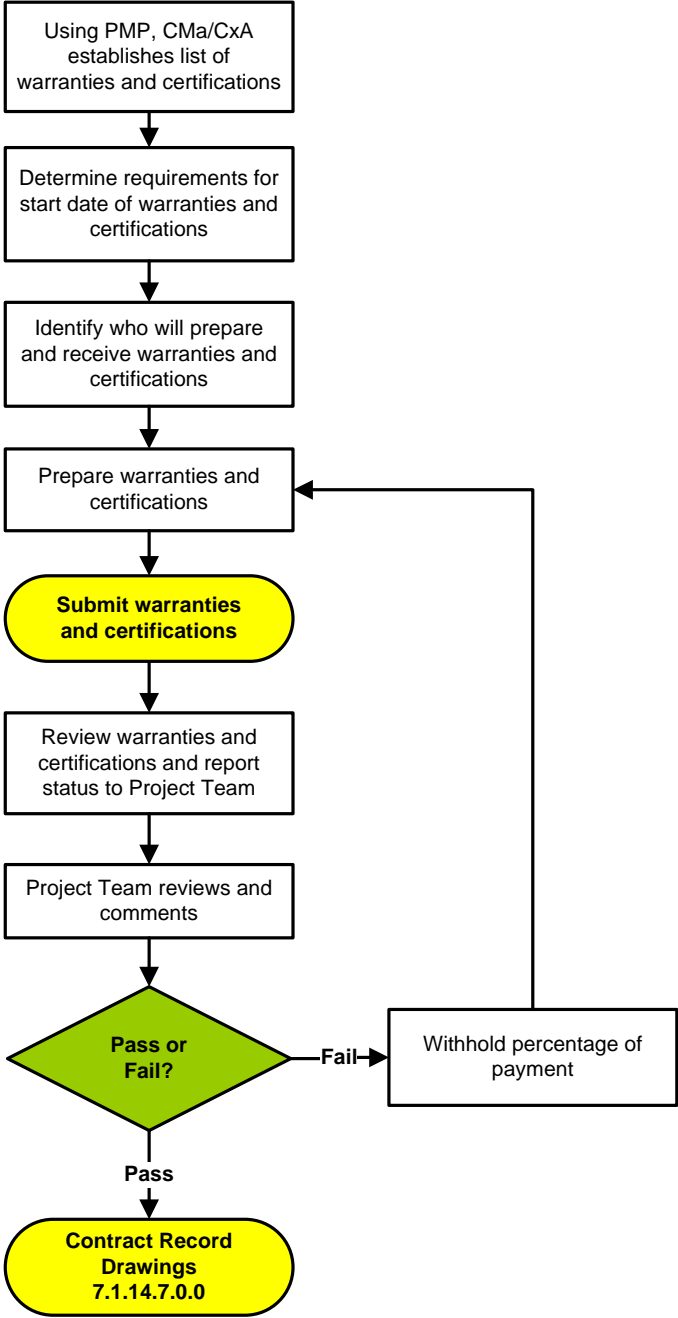 Using PMP, CMa/CxA
establishes list of
warranties and certifications
Determine requirements for
start date of warranties and
certifications
Identify who will prepare
and receive warranties and
certifications
Prepare warranties and
certifications
Submit warranties
and certifications
Review warranties and
certifications and report
status to Project Team
Project Team reviews and
comments
Pass or
Fail?
Fail
Withhold percentage of
payment
Pass
Contract Record
Drawings
7.1.14.7.0.0